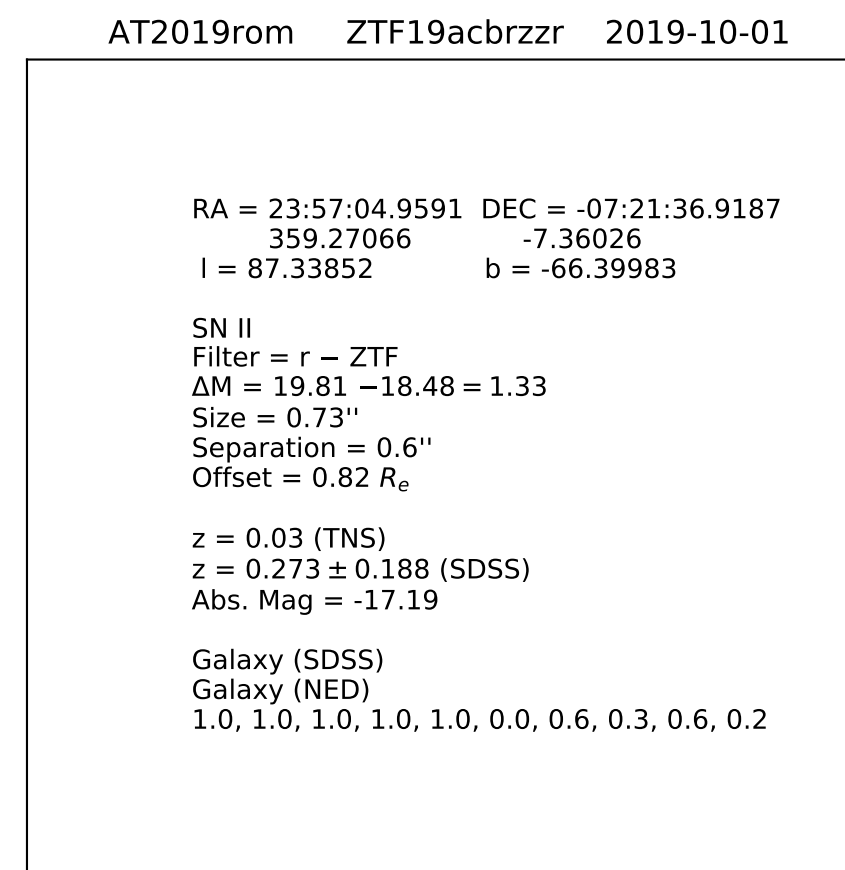 AT2019rom ZTF19acbrzzr 2019-10-01
RA = 23:57:04.9591 DEC = -07:21:36.9187
359.27066 -7.36026
l = 87.33852 b = -66.39983
SN II
Filter = r − ZTF
ΔM = 19.81 −18.48 = 1.33
Size = 0.73''
Separation = 0.6''
Offset = 0.82 Rₑ
z = 0.03 (TNS)
z = 0.273 ± 0.188 (SDSS)
Abs. Mag = -17.19
Galaxy (SDSS)
Galaxy (NED)
1.0, 1.0, 1.0, 1.0, 1.0, 0.0, 0.6, 0.3, 0.6, 0.2